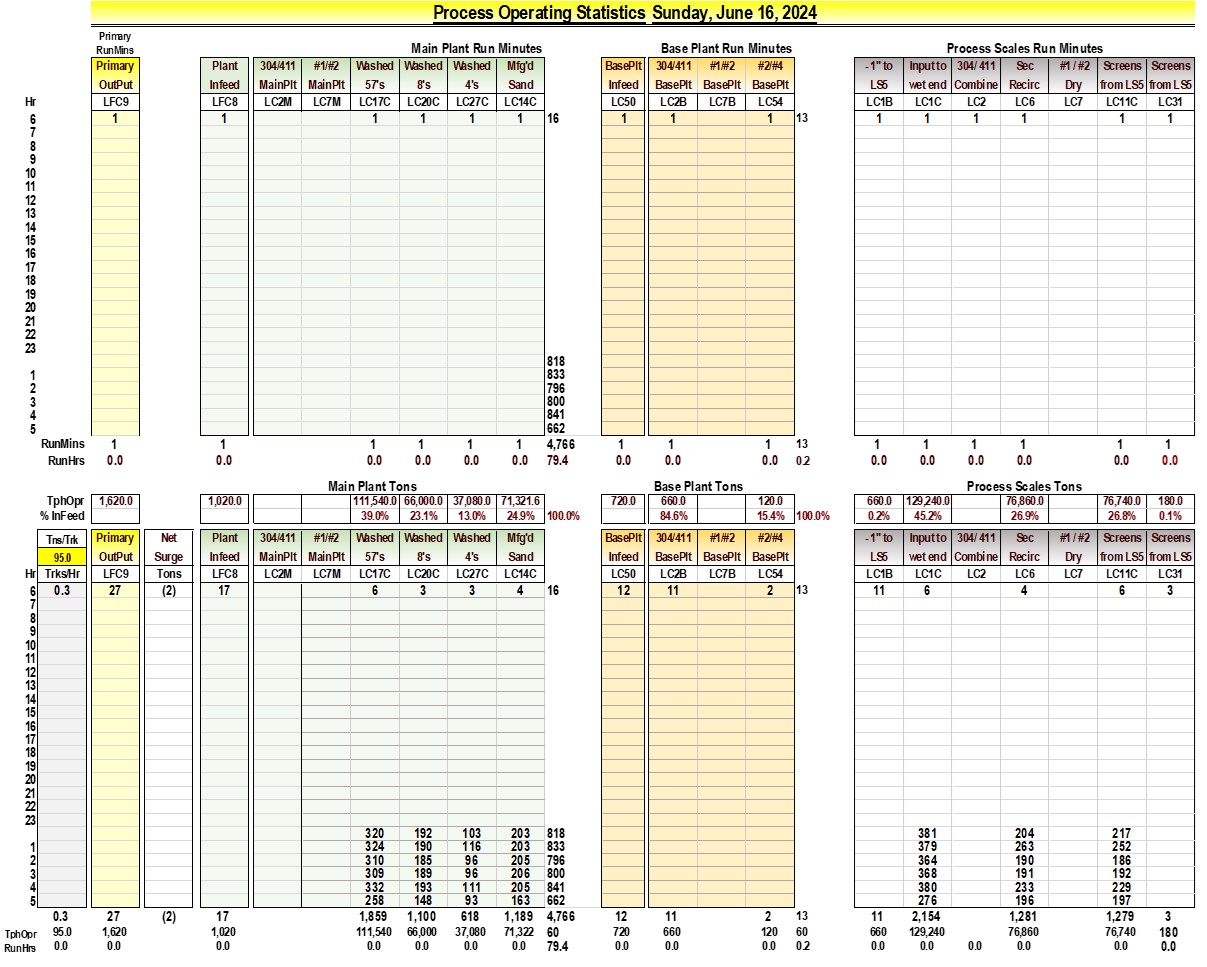 Process Operating Statistics Sunday, June 16, 2024
Primary
RunMins Main Plant Run Minutes Base Plant Run Minutes Process Scales Run Minutes
Primary Plant 304/411 #1/#2 Washed Washed Washed Mfg'd BasePlt 304/411 #1/#2 #2/#4 -1" to Input to 304/ 411 Sec #1 / #2 Screens Screens
OutPut Infeed MainPlt MainPlt 57's 8's 4's Sand Infeed BasePlt BasePlt BasePlt LS5 wet end Combine Recirc Dry from LS5 from LS5
Hr LFC9 LFC8 LC2M LC7M LC17C LC20C LC27C LC14C LC50 LC2B LC7B LC54 LC1B LC1C LC2 LC6 LC7 LC11C LC31
6 1 1 1 1 1 1 16 1 1 1 13 1 1 1 1 1 1
7
8
9
10
11
12
13
14
15
16
17
18
19
20
21
22
23
818
1 833
2 796
3 800
4 841
5 662
RunMins 1 1 1 1 1 1 4,766 1 1 1 13 1 1 1 1 1 1
RunHrs 0.0 0.0 0.0 0.0 0.0 0.0 79.4 0.0 0.0 0.0 0.2 0.0 0.0 0.0 0.0 0.0 0.0
Main Plant Tons Base Plant Tons Process Scales Tons
TphOpr 1,620.0 1,020.0 111,540.0 66,000.0 37,080.0 71,321.6 720.0 660.0 120.0 660.0 129,240.0 76,860.0 76,740.0 180.0
% InFeed 39.0% 23.1% 13.0% 24.9% 100.0% 84.6% 15.4% 100.0% 0.2% 45.2% 26.9% 26.8% 0.1%
Tns/Trk Primary Net Plant 304/411 #1/#2 Washed Washed Washed Mfg'd BasePlt 304/411 #1/#2 #2/#4 -1" to Input to 304/ 411 Sec #1 / #2 Screens Screens
95.0 OutPut Surge Infeed MainPlt MainPlt 57's 8's 4's Sand Infeed BasePlt BasePlt BasePlt LS5 wet end Combine Recirc Dry from LS5 from LS5
Hr Trks/Hr LFC9 Tons LFC8 LC2M LC7M LC17C LC20C LC27C LC14C LC50 LC2B LC7B LC54 LC1B LC1C LC2 LC6 LC7 LC11C LC31
6 0.3 27 (2) 17 6 3 3 4 16 12 11 2 13 11 6 4 6 3
7
8
9
10
11
12
13
14
15
16
17
18
19
20
21
22
23
320 192 103 203 818 381 204 217
1 324 190 116 203 833 379 263 252
2 310 185 96 205 796 364 190 186
3 309 189 96 206 800 368 191 192
4 332 193 111 205 841 380 233 229
5 258 148 93 163 662 276 196 197
0.3 27 (2) 17 1,859 1,100 618 1,189 4,766 12 11 2 13 11 2,154 1,281 1,279 3
TphOpr 95.0 1,620 1,020 111,540 66,000 37,080 71,322 60 720 660 120 60 660 129,240 76,860 76,740 180
RunHrs 0.0 0.0 0.0 0.0 0.0 0.0 0.0 79.4 0.0 0.0 0.0 0.2 0.0 0.0 0.0 0.0 0.0 0.0